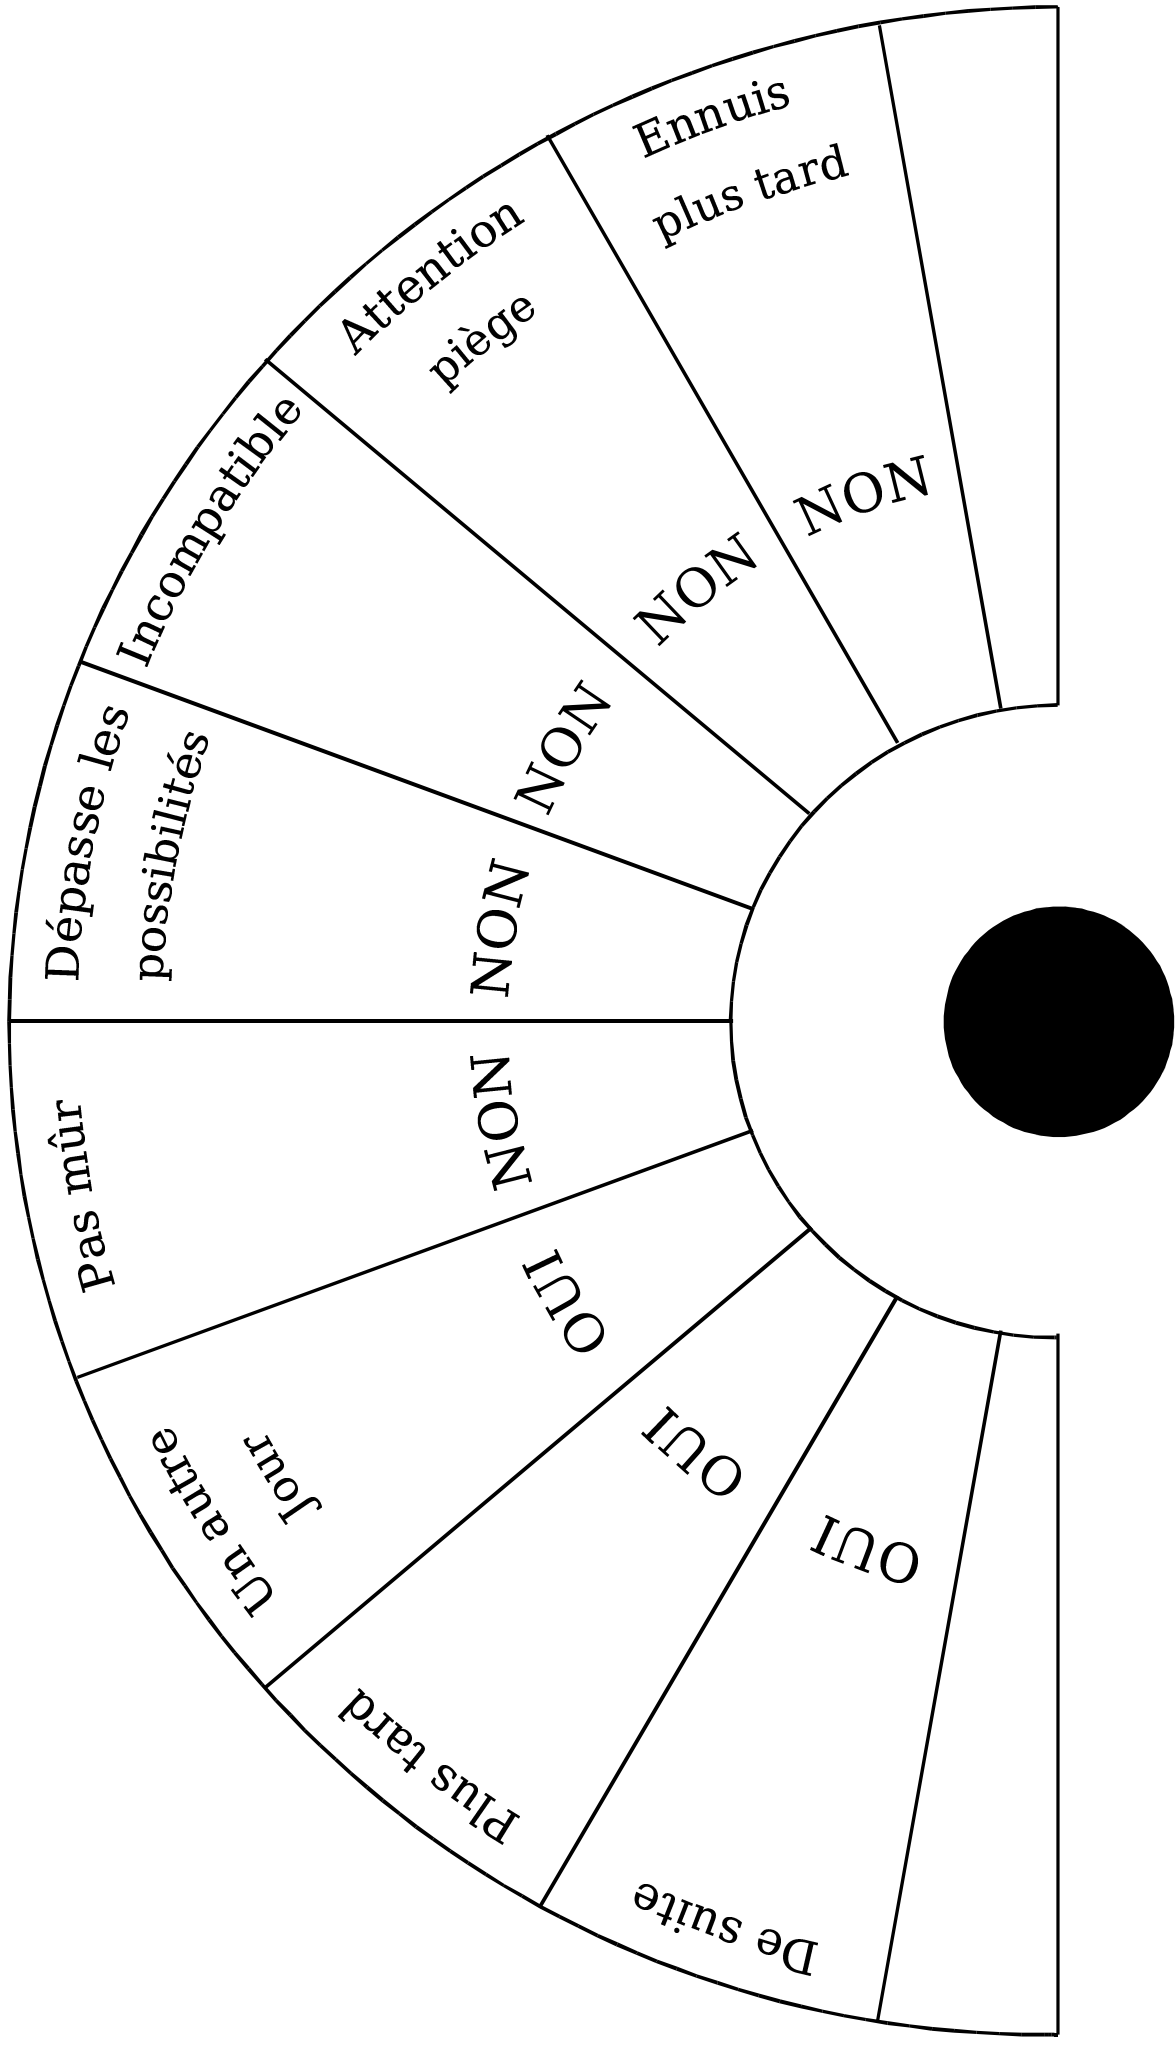 Ennuis
plus tard
NON
Attention
piège
NON
Incompatible
NON
Dépasse les
possibilités
NON
Pas mûr
NON
Un autre
Jour
OUI
Plus tard
OUI
De suite
OUI